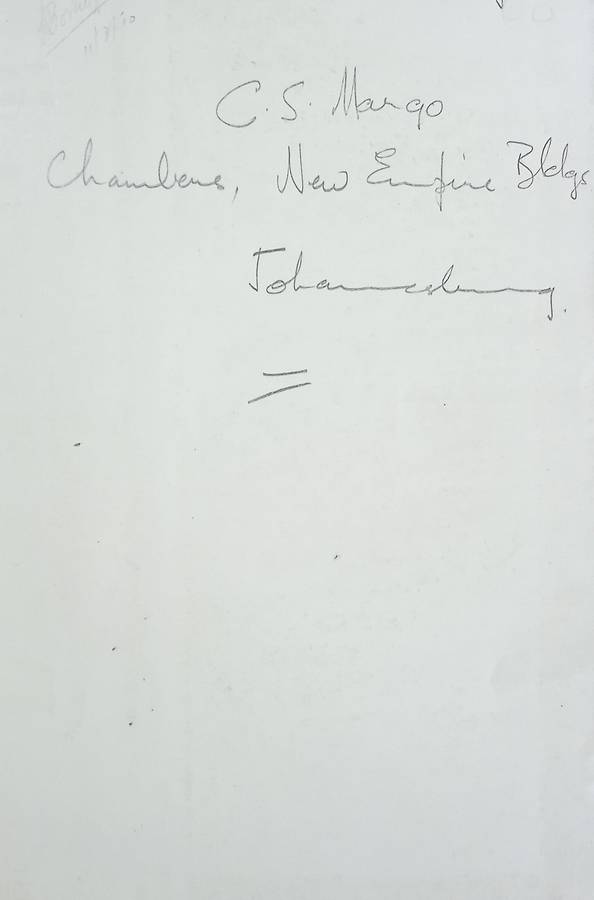 C. S. Margo
Chambers, New Empire Bldgs
Johannesburg.